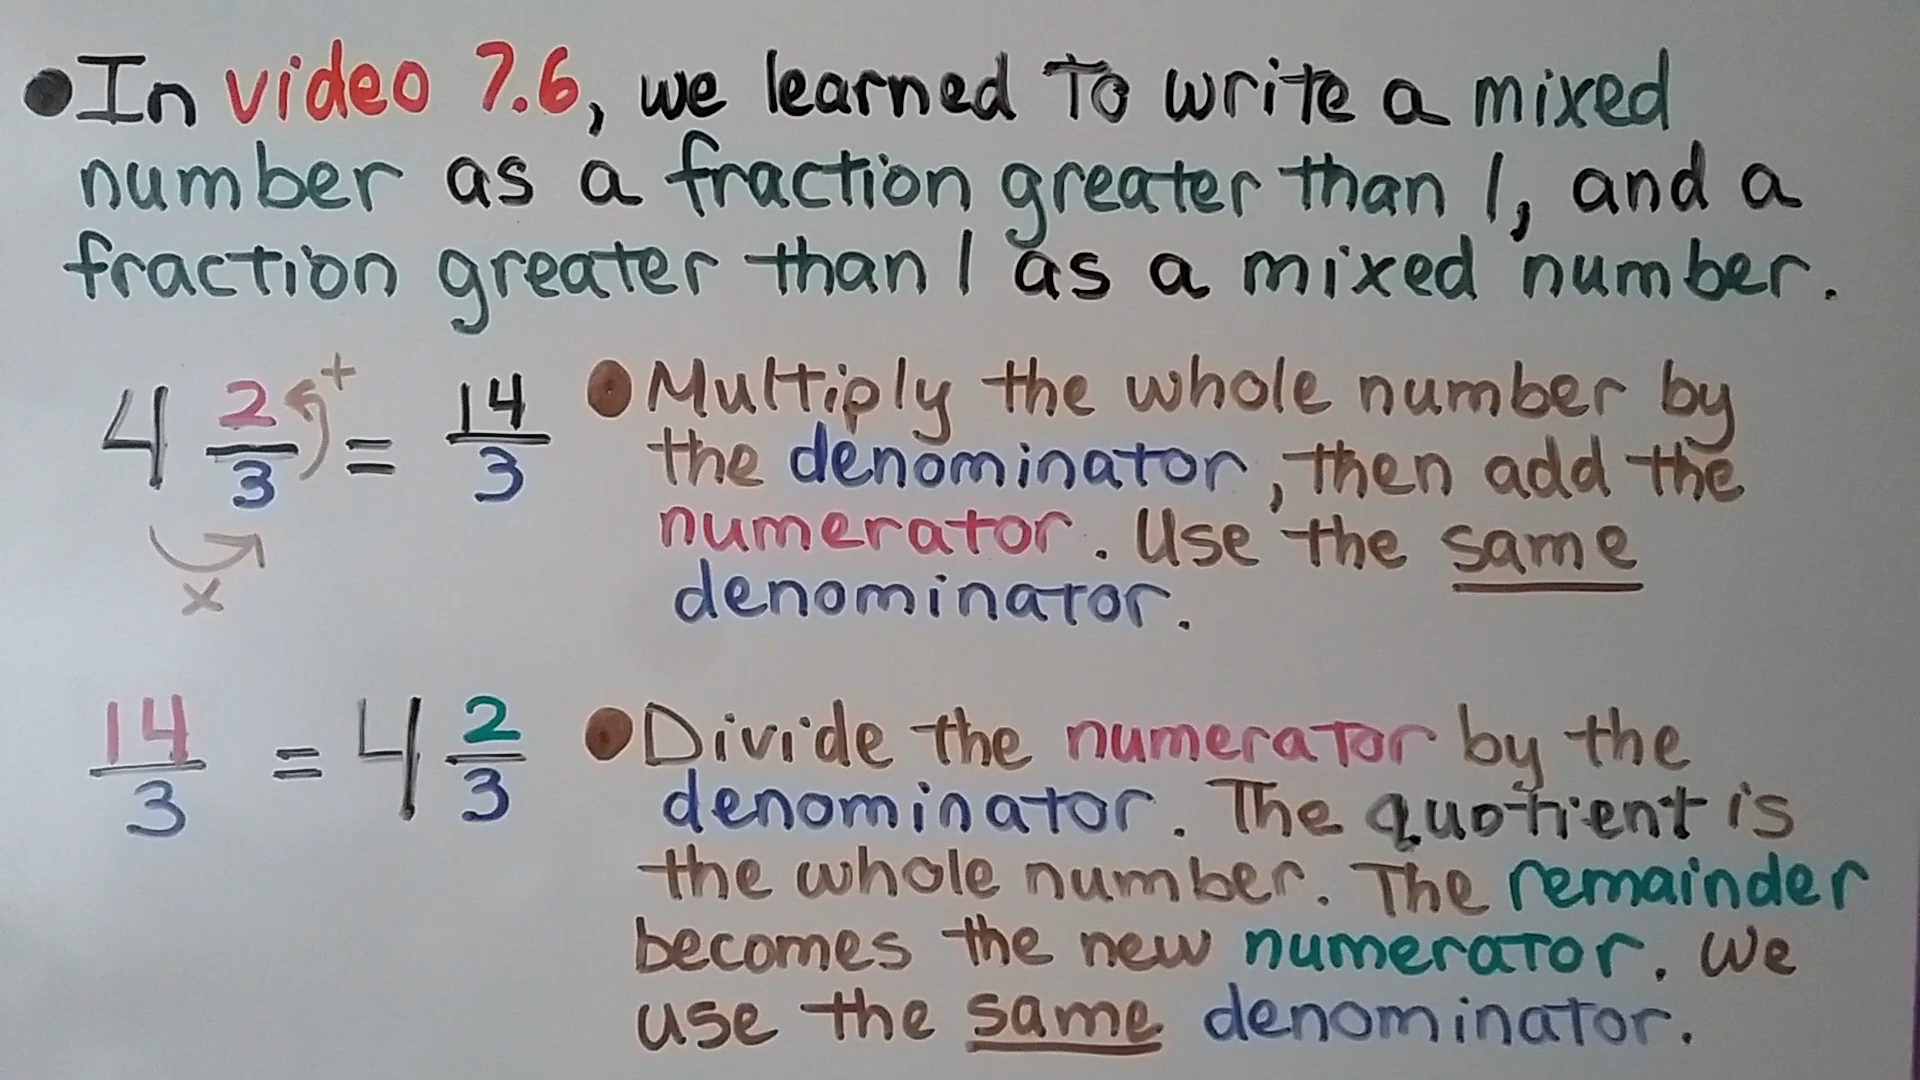 ●In video 7.6, we learned to write a mixed
number as a fraction greater than 1, and a
fraction greater than 1 as a mixed number.
4 2/3 + = 14/3
x
●Multiply the whole number by
the denominator, then add the
numerator. Use the same
denominator.
14/3 = 4 2/3
●Divide the numerator by the
denominator. The quotient is
the whole number. The remainder
becomes the new numerator. We
use the same denominator.